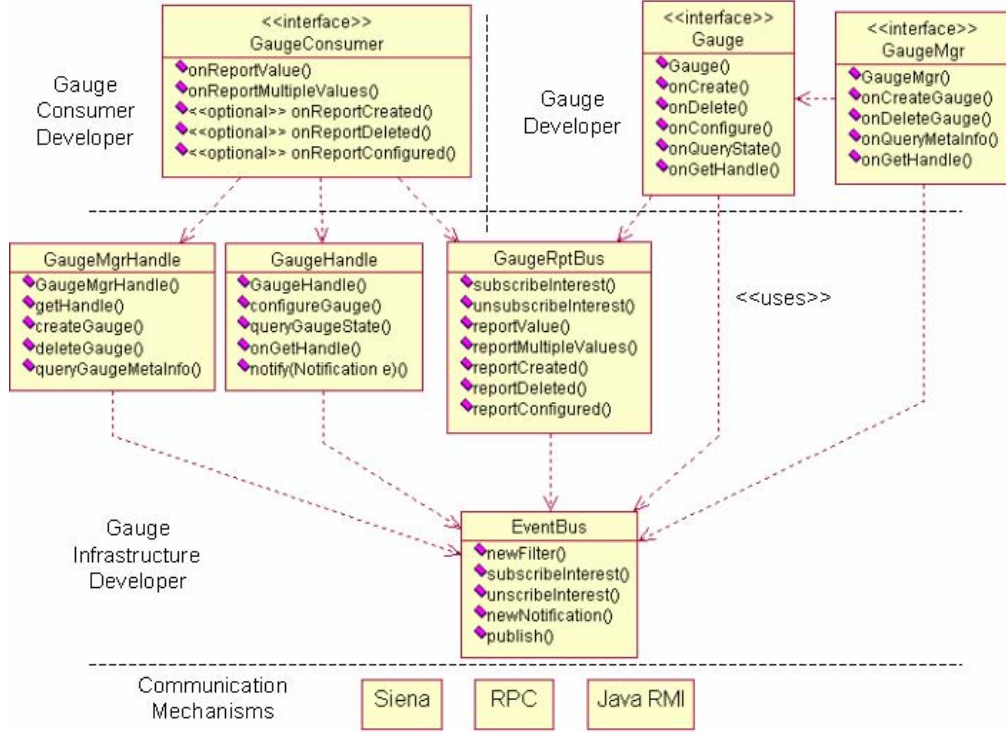 <<interface>>
GaugeConsumer
onReportValue()
onReportMultipleValues()
<<optional>> onReportCreated()
<<optional>> onReportDeleted()
<<optional>> onReportConfigured()
Gauge
Consumer
Developer
<<interface>>
Gauge
Gauge()
onCreate()
onDelete()
onConfigure()
onQueryState()
onGetHandle()
Gauge
Developer
<<interface>>
GaugeMgr
GaugeMgr()
onCreateGauge()
onDeleteGauge()
onQueryMetaInfo()
onGetHandle()
GaugeMgrHandle
GaugeMgrHandle()
getHandle()
createGauge()
deleteGauge()
queryGaugeMetaInfo()
GaugeHandle
GaugeHandle()
configureGauge()
queryGaugeState()
onGetHandle()
notify(Notification e)()
GaugeRptBus
subscribeInterest()
unsubscribeInterest()
reportValue()
reportMultipleValues()
reportCreated()
reportDeleted()
reportConfigured()
<<uses>>
Gauge
Infrastructure
Developer
EventBus
newFilter()
subscribeInterest()
unscribeInterest()
newNotification()
publish()
Communication
Mechanisms
Siena
RPC
Java RMI